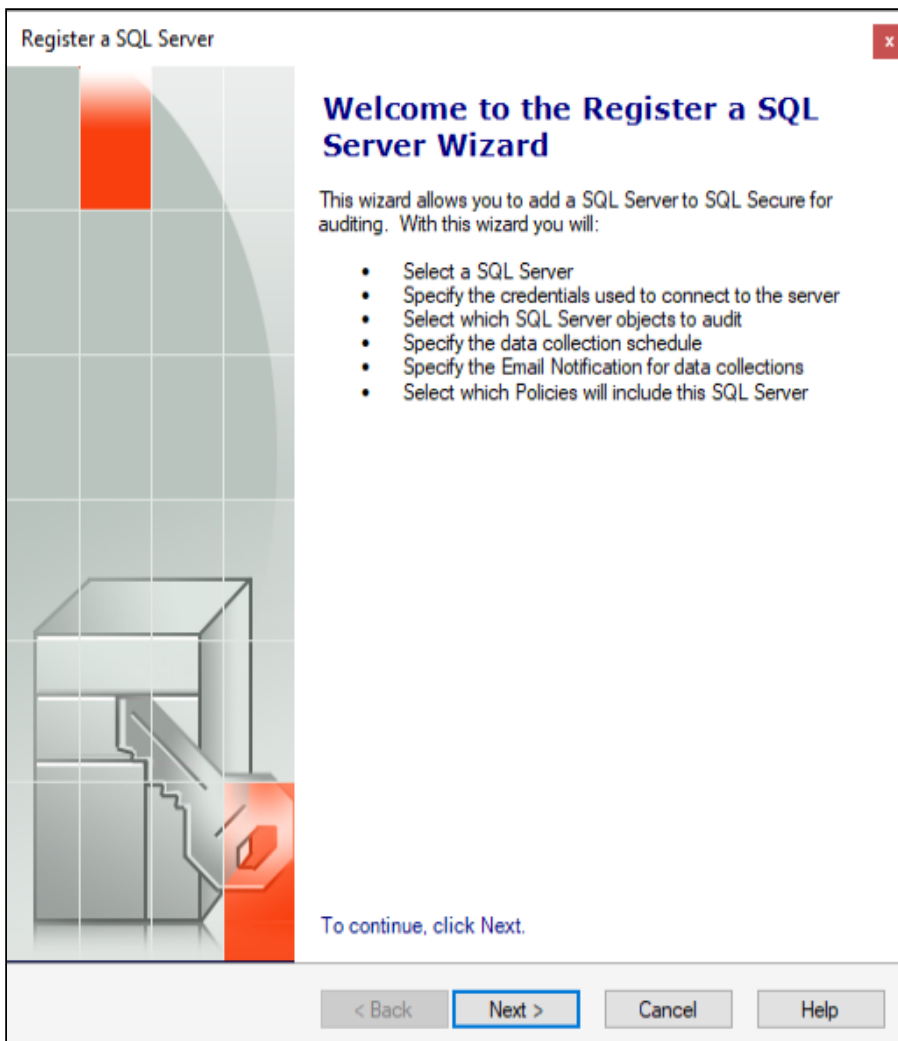 Register a SQL Server
x
Welcome to the Register a SQL
Server Wizard
This wizard allows you to add a SQL Server to SQL Secure for
auditing. With this wizard you will:
• Select a SQL Server
• Specify the credentials used to connect to the server
• Select which SQL Server objects to audit
• Specify the data collection schedule
• Specify the Email Notification for data collections
• Select which Policies will include this SQL Server
To continue, click Next.
< Back
Next >
Cancel
Help